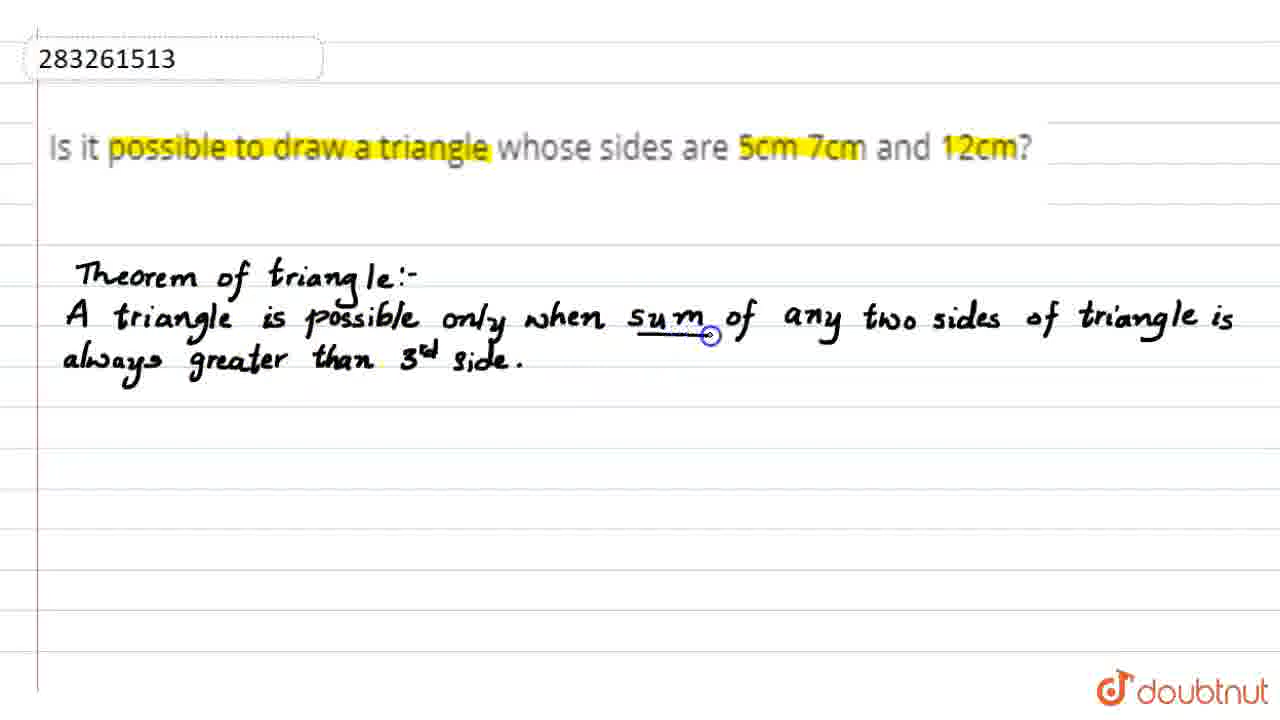 283261513
Is it possible to draw a triangle whose sides are 5cm 7cm and 12cm?
Theorem of triangle:-
A triangle is possible only when sum of any two sides of triangle is
always greater than 3rd side.
doubtnut